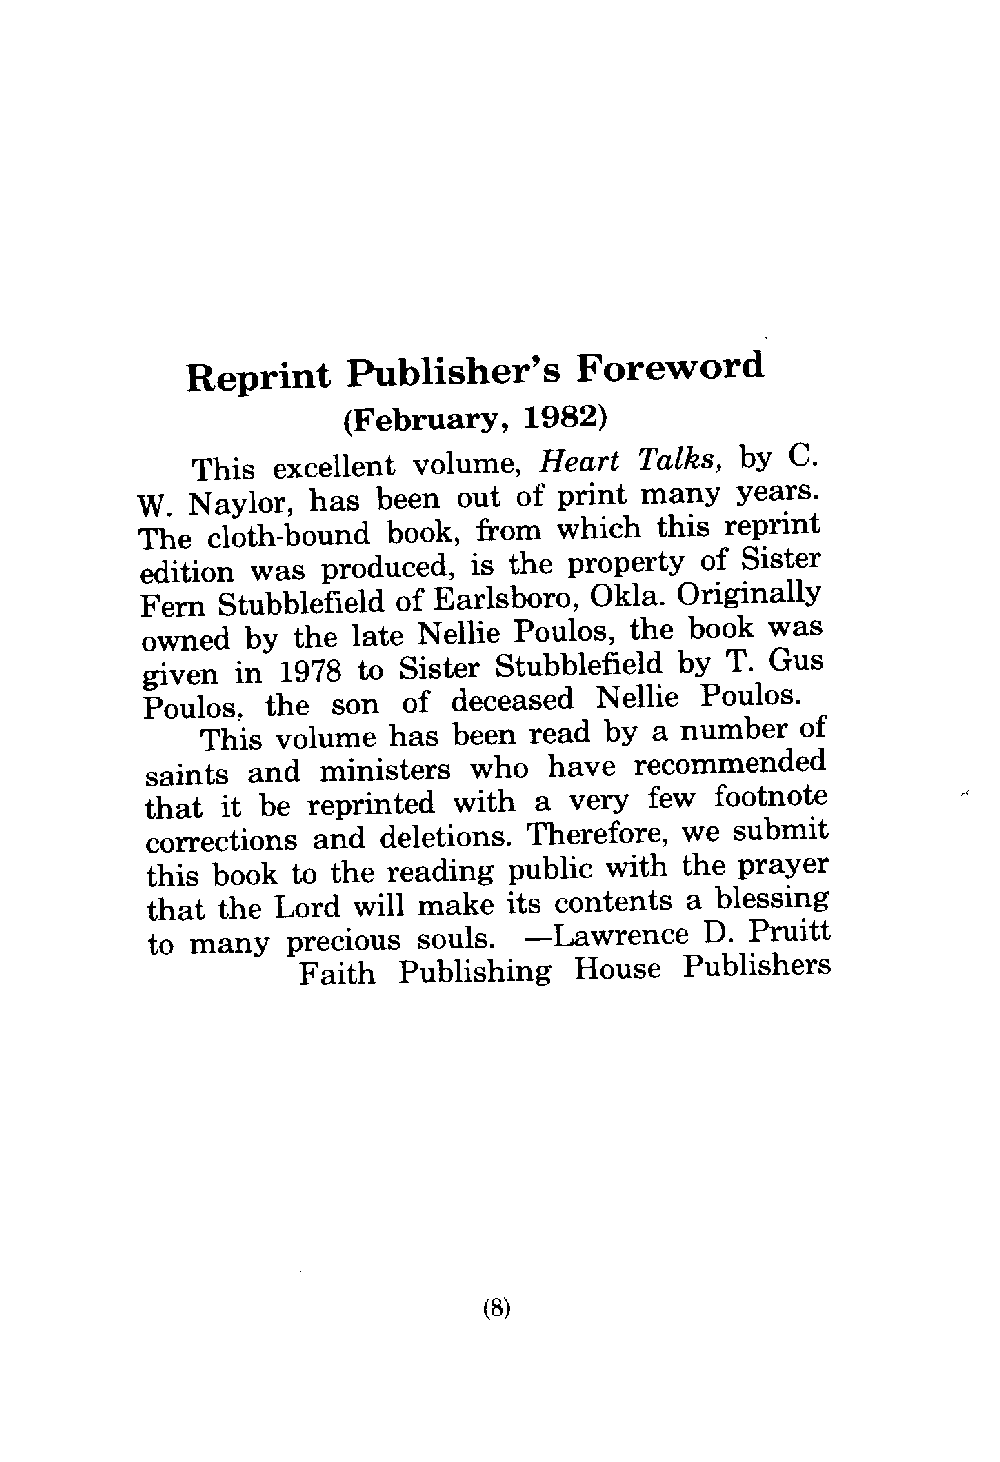 Reprint Publisher's Foreword
(February, 1982)
This excellent volume, Heart Talks, by C.
W. Naylor, has been out of print many years.
The cloth-bound book, from which this reprint
edition was produced, is the property of Sister
Fern Stubblefield of Earlsboro, Okla. Originally
owned by the late Nellie Poulos, the book was
given in 1978 to Sister Stubblefield by T. Gus
Poulos, the son of deceased Nellie Poulos.
This volume has been read by a number of
saints and ministers who have recommended
that it be reprinted with a very few footnote
corrections and deletions. Therefore, we submit
this book to the reading public with the prayer
that the Lord will make its contents a blessing
to many precious souls. —Lawrence D. Pruitt
Faith Publishing House Publishers
(8)